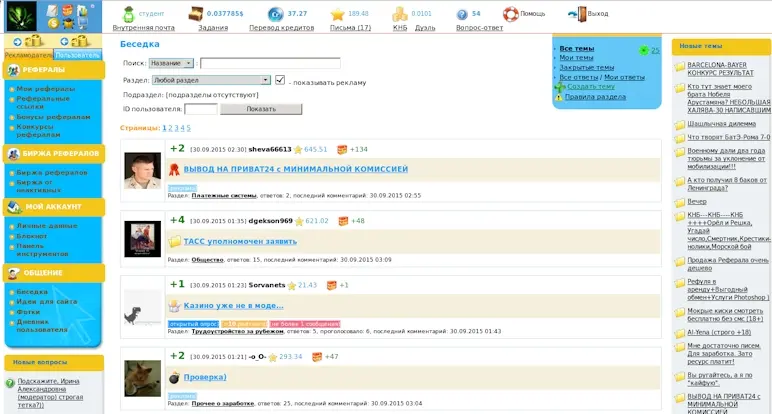 студент
0.037785$
37.27
189.48
0.0101
54
Помощь
Выход
Внутренняя почта
Задания
Перевод кредитов
Письма (17)
КНБ
Дуэль
Вопрос-ответ
Рекламодатель
Пользователь
РЕФЕРАЛЫ
Мои рефералы
Реферальные
ссылки
Бонусы рефералам
Конкурсы
рефералам
БИРЖА РЕФЕРАЛОВ
Биржа рефералов
Биржа от
неактивных
МОЙ АККАУНТ
Личные данные
Блокнот
Панель
инструментов
ОБЩЕНИЕ
Беседка
Идеи для сайта
Фотки
Дневник
пользователя
Новые вопросы
Подскажите, Ирина
Александровна
(модератор) строгая
тетка?))
Беседка
Поиск: Название :
Раздел: Любой раздел - показывать рекламу
Подраздел: [подразделы отсутствуют]
ID пользователя: Показать
Страницы: 1 2 3 4 5
Все темы
25
Мои темы
Закрытые темы
Все ответы / Мои ответы
Создать тему
Правила раздела
+2 [30.09.2015 02:30] sheva66613 645.51 +134
ВЫВОД НА ПРИВАТ24 с МИНИМАЛЬНОЙ КОМИССИЕЙ
Раздел: Платежные системы, ответов: 2, последний комментарий: 30.09.2015 02:55
+4 [30.09.2015 01:35] dgekson969 621.02 +48
ТАСС уполномочен заявить
Раздел: Общество, ответов: 15, последний комментарий: 30.09.2015 03:09
+1 [30.09.2015 01:23] Sorvanets 21.43 +1
Казино уже не в моде...
открытый опрос
не более 1 сообщения
Раздел: Трудоустройство за рубежом, ответов: 5, проголосовало: 6, последний комментарий: 30.09.2015 01:43
+2 [30.09.2015 01:21] -o_O- 293.34 +47
Проверка)
Раздел: Прочее о заработке, ответов: 25, последний комментарий: 30.09.2015 03:04
Новые темы
BARCELONA-BAYER
КОНКУРС РЕЗУЛЬТАТ
Кто тут знает моего
брата Нобеля
Арустамяна? НЕБОЛЬШАЯ
ХАЛЯВА-30 НАПИСАВШИМ
Шашлычная дилемма
Что творят БатЭ-Рома 7-0
Военному дали два года
тюрьмы за уклонение от
мобилизации!!!
А кто получил 8 баков от
Ленинграда?
Вечер
КНБ---КНБ----КНБ
++++Орёл и Решка,
Угадай
число,Смертник,Крестики-
нолики,Морской бой
Продажа Реферала очень
дешево
Рефуля в
аренду+Выгодный
обмен+Услуги Photoshop )
Мокрые киски смотреть
бесплатно без смс (18+)
Al-Yena (строго +18)
Мне достаточно писем.
Для заработка. Зато
ресурс платит!
Вы ругайтесь, а я по
"кайфую".
ВЫВОД НА ПРИВАТ24 с
МИНИМАЛЬНОЙ
КОМИССИЕЙ